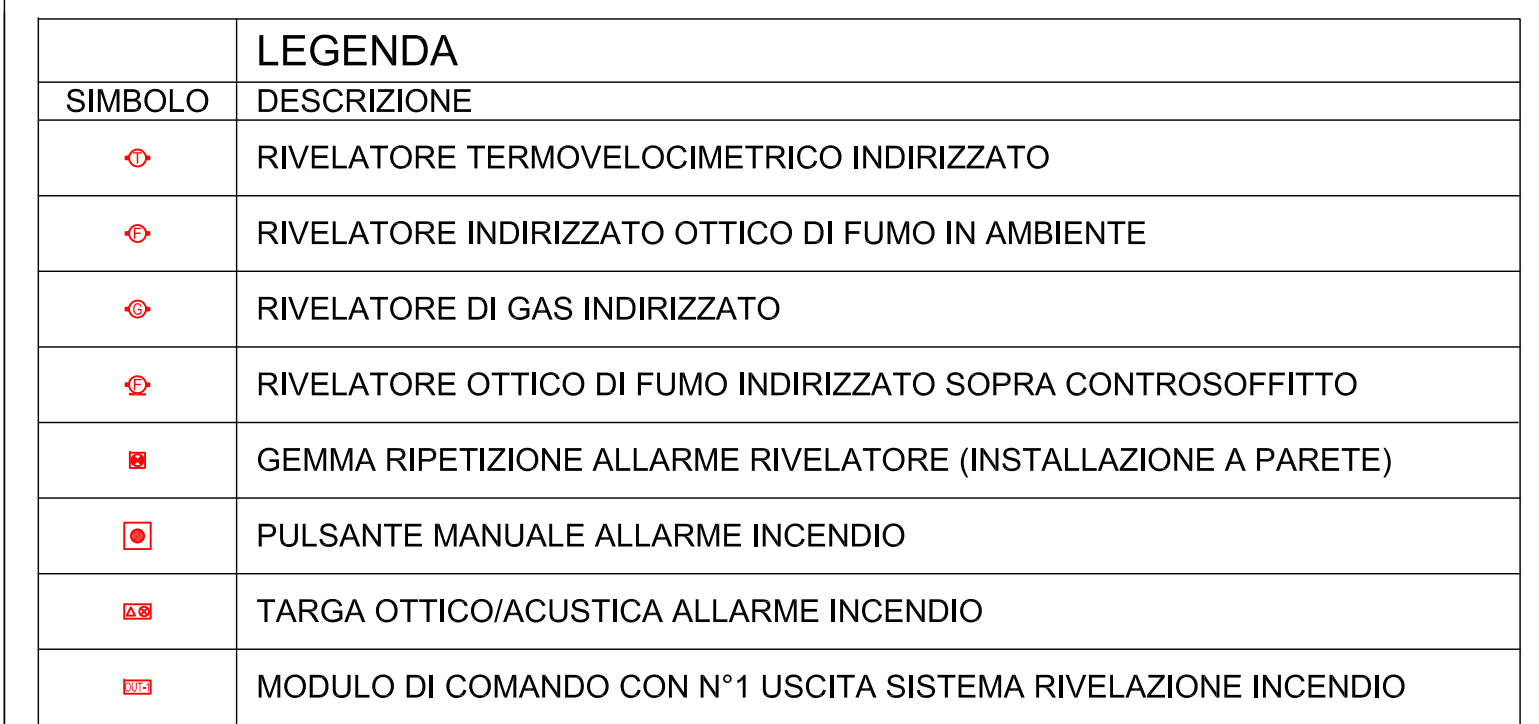 LEGENDA
SIMBOLO DESCRIZIONE
T RIVELATORE TERMOVELOCIMETRICO INDIRIZZATO
F RIVELATORE INDIRIZZATO OTTICO DI FUMO IN AMBIENTE
G RIVELATORE DI GAS INDIRIZZATO
F RIVELATORE OTTICO DI FUMO INDIRIZZATO SOPRA CONTROSOFFITTO
GEMMA RIPETIZIONE ALLARME RIVELATORE (INSTALLAZIONE A PARETE)
PULSANTE MANUALE ALLARME INCENDIO
TARGA OTTICO/ACUSTICA ALLARME INCENDIO
OUT-1 MODULO DI COMANDO CON N°1 USCITA SISTEMA RIVELAZIONE INCENDIO